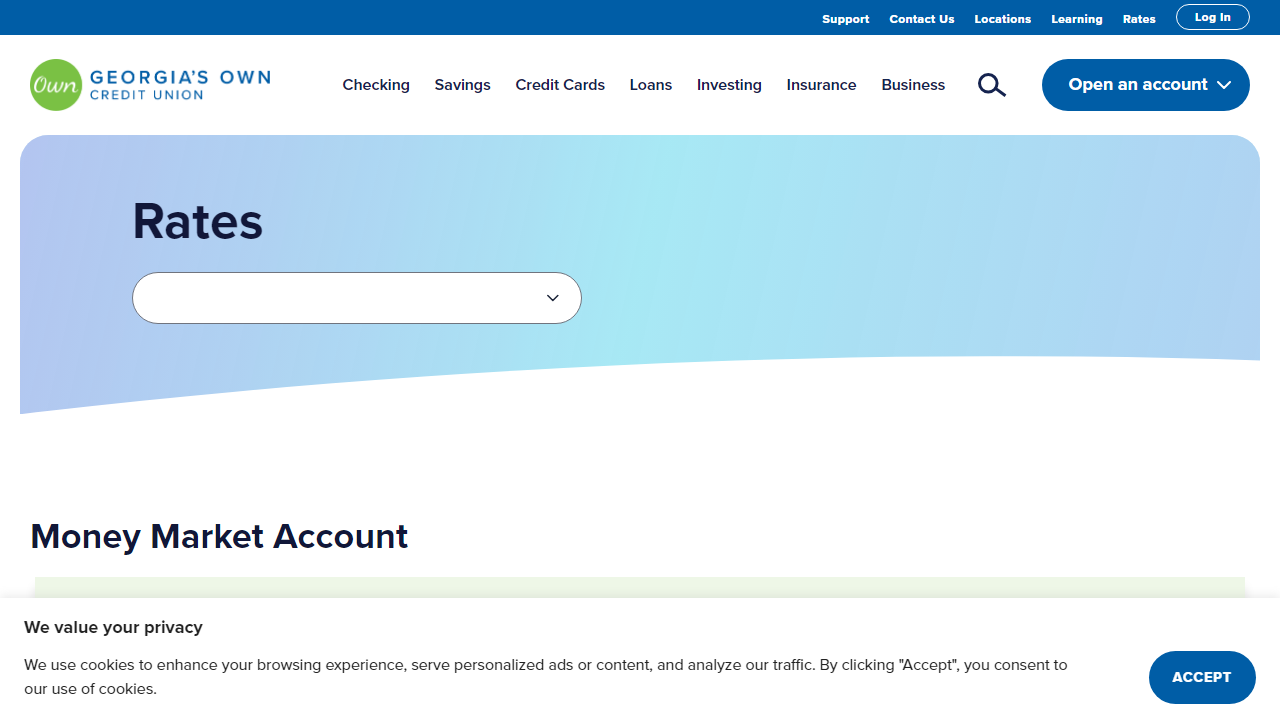 Support Contact Us Locations Learning Rates Log In
Own GEORGIA'S OWN
CREDIT UNION
Checking Savings Credit Cards Loans Investing Insurance Business Open an account
Rates
Money Market Account
We value your privacy
We use cookies to enhance your browsing experience, serve personalized ads or content, and analyze our traffic. By clicking "Accept", you consent to
our use of cookies.
ACCEPT